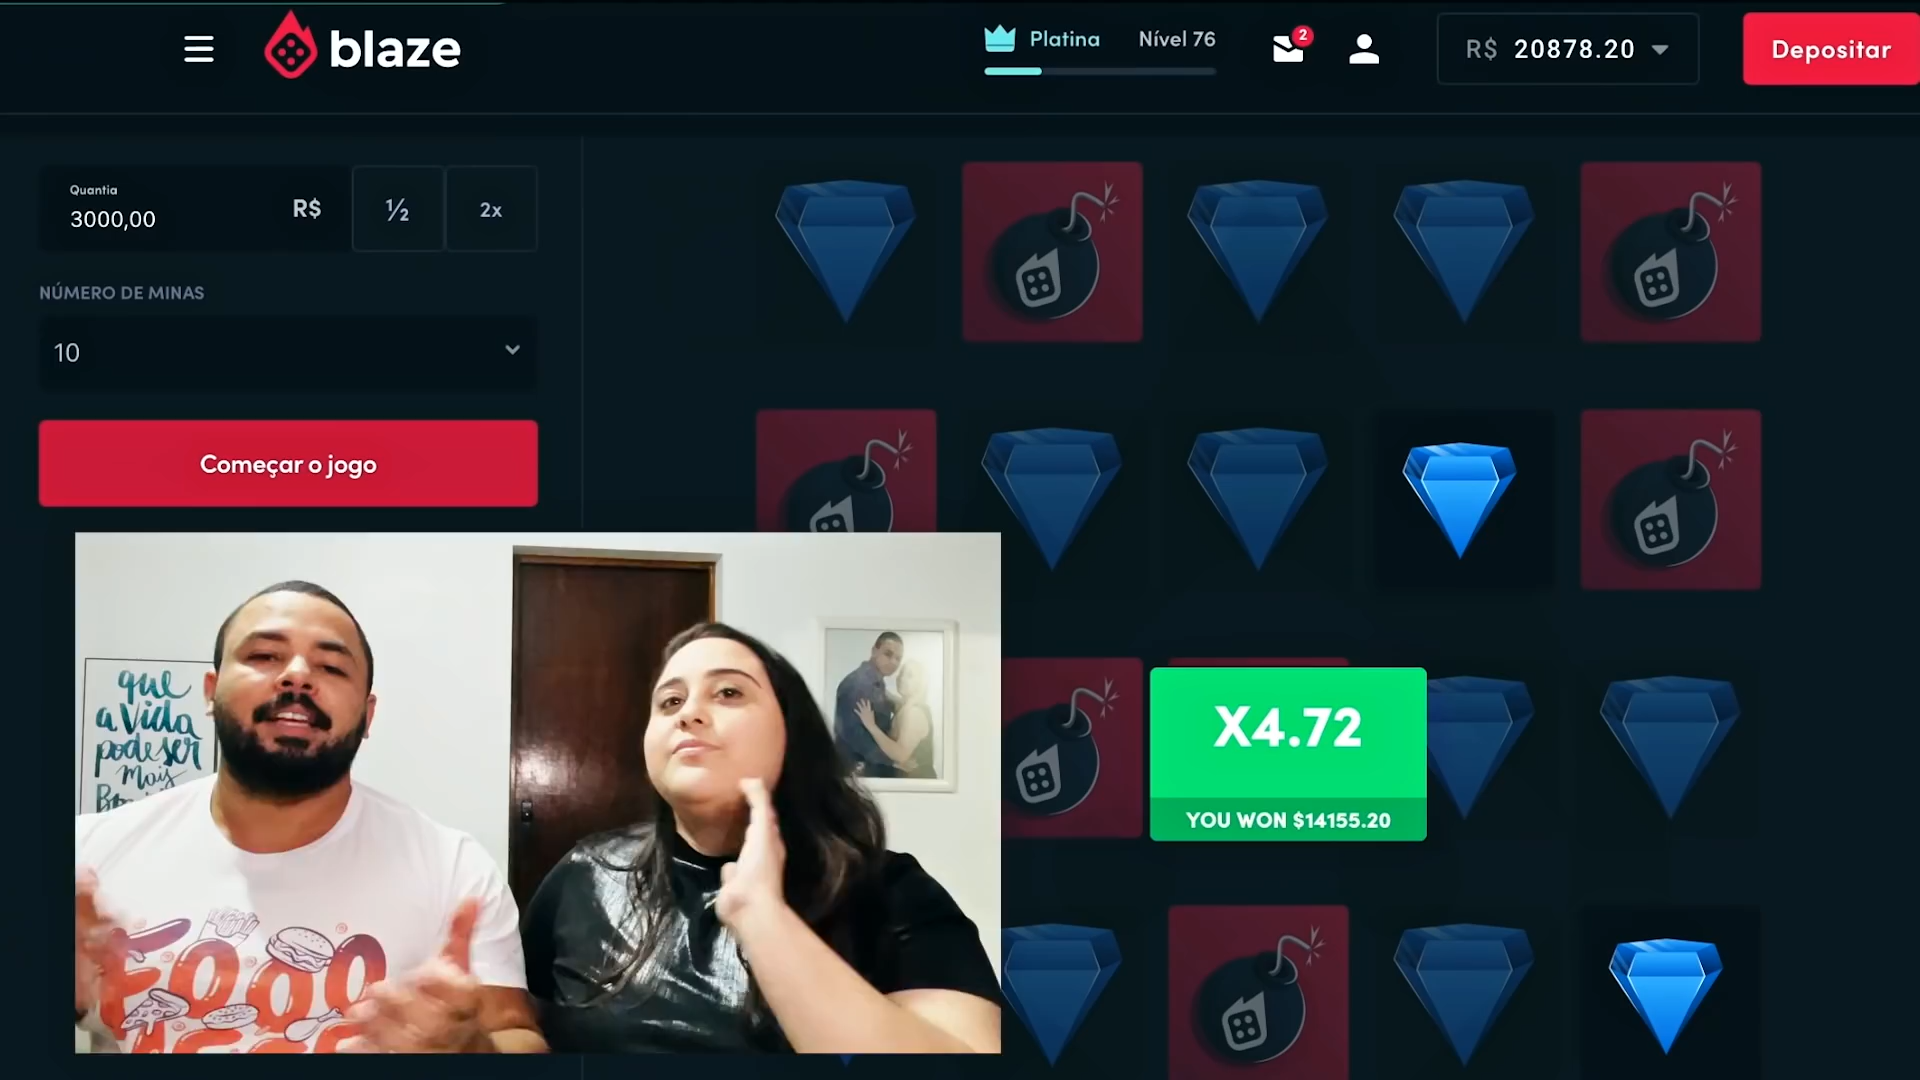 blaze
Platina
Nível 76
2
R$ 20878.20
Depositar
Quantia
3000,00
R$
½
2x
NÚMERO DE MINAS
10
Começar o jogo
que
a vida
pode ser
Mais
X4.72
YOU WON $14155.20
FOOD